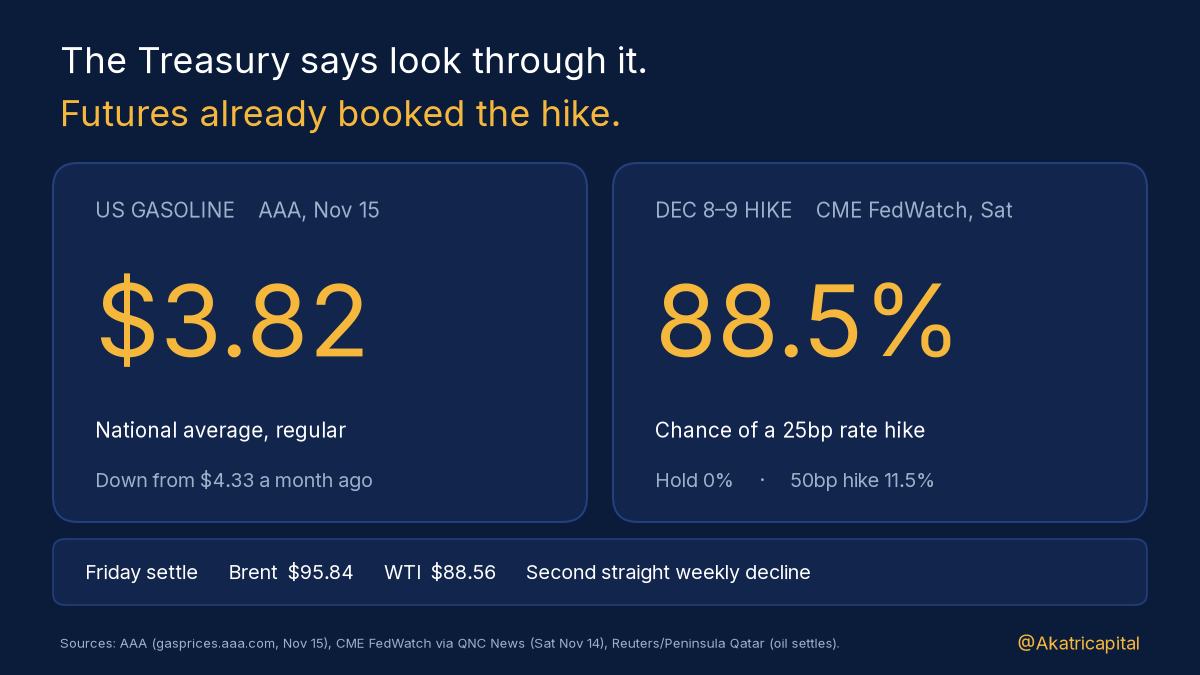 The Treasury says look through it.
Futures already booked the hike.
US GASOLINE AAA, Nov 15
$3.82
National average, regular
Down from $4.33 a month ago
DEC 8–9 HIKE CME FedWatch, Sat
88.5%
Chance of a 25bp rate hike
Hold 0% · 50bp hike 11.5%
Friday settle Brent $95.84 WTI $88.56 Second straight weekly decline
Sources: AAA (gasprices.aaa.com, Nov 15), CME FedWatch via QNC News (Sat Nov 14), Reuters/Peninsula Qatar (oil settles).
@Akatricapital